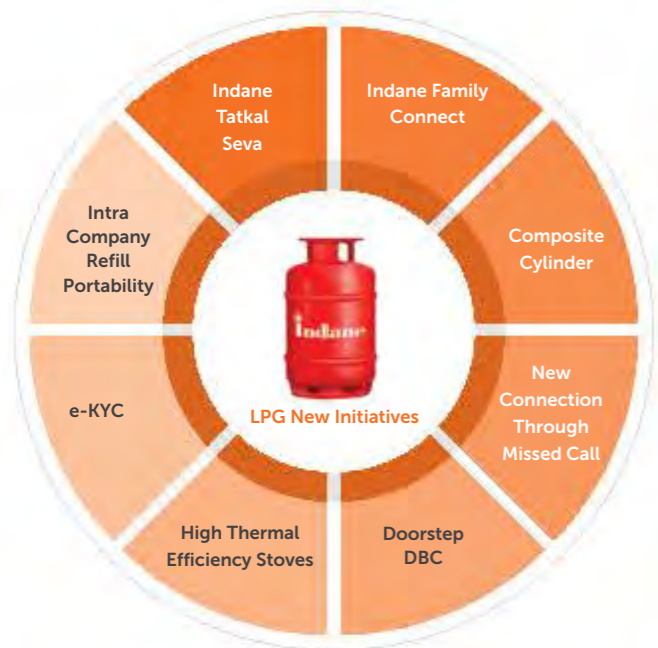 Indane
Tatkal
Seva
Indane Family
Connect
Composite
Cylinder
New
Connection
Through
Missed Call
Doorstep
DBC
High Thermal
Efficiency Stoves
e-KYC
Intra
Company
Refill
Portability
Indane
LPG New Initiatives